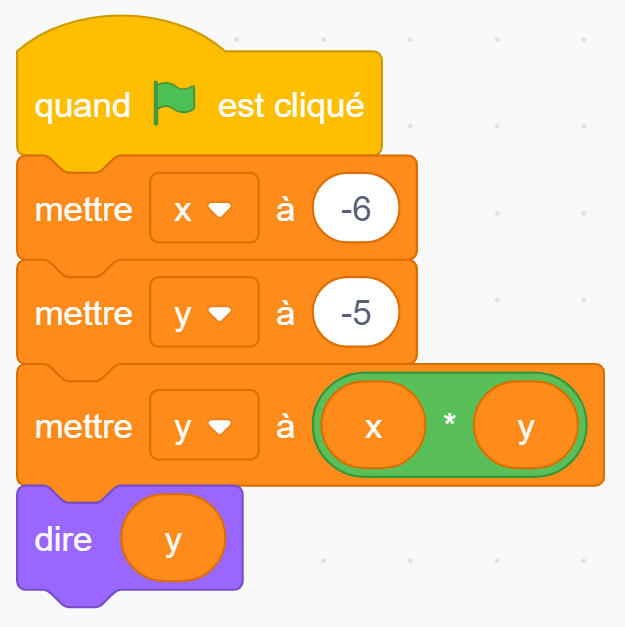 quand est cliqué
mettre x à -6
mettre y à -5
mettre y à x * y
dire y